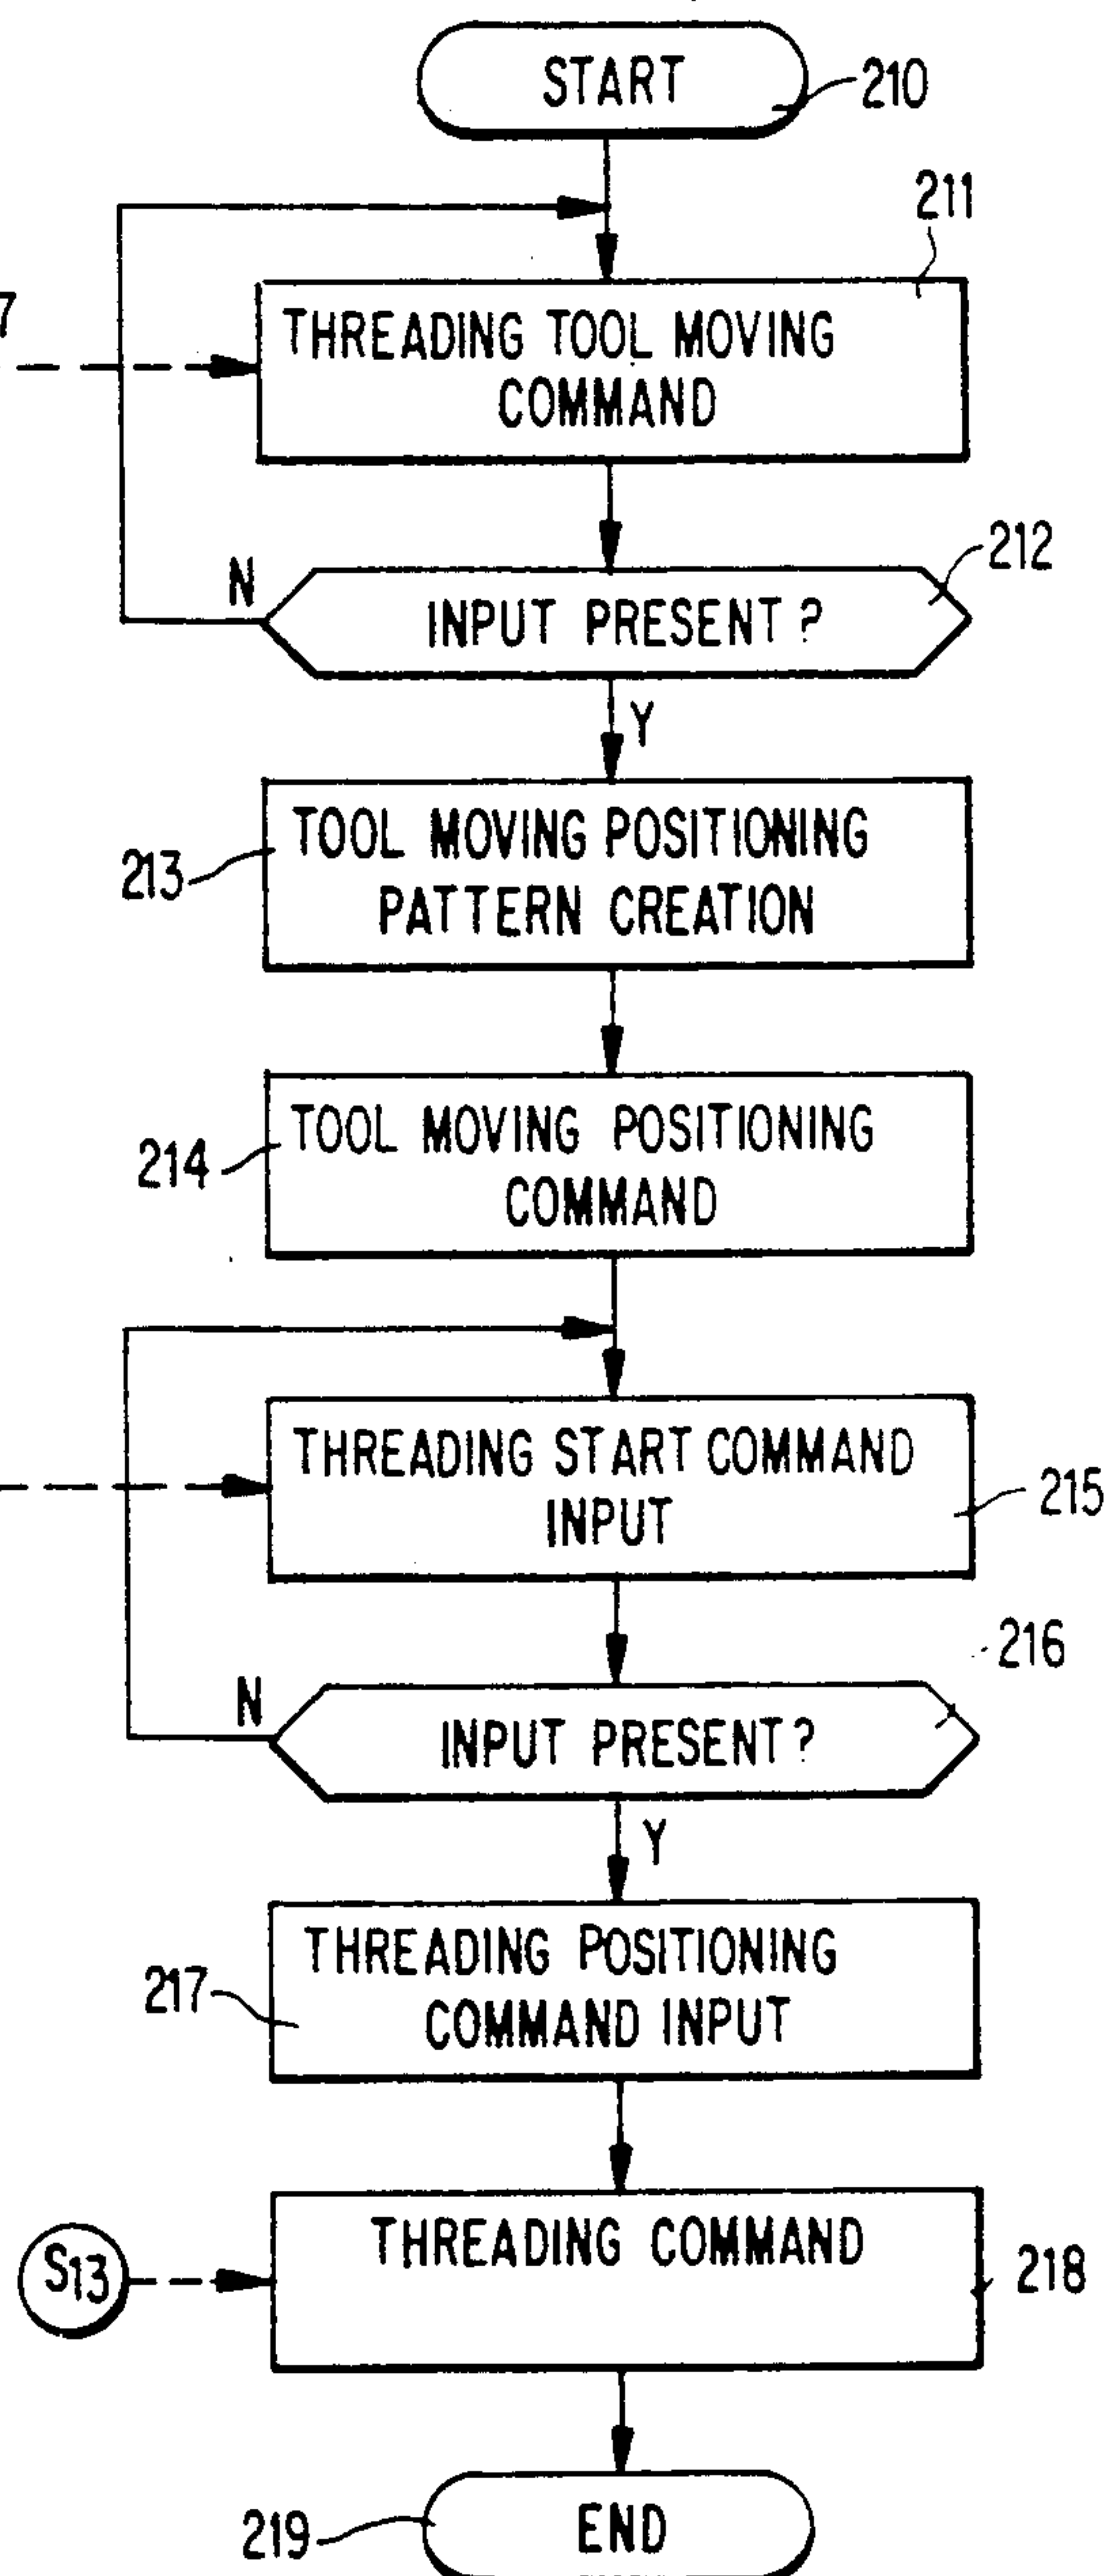 START
210
211
7
THREADING TOOL MOVING
COMMAND
212
N
INPUT PRESENT?
Y
TOOL MOVING POSITIONING
213
PATTERN CREATION
TOOL MOVING POSITIONING
214
COMMAND
THREADING START COMMAND
215
INPUT
216
N
INPUT PRESENT?
Y
THREADING POSITIONING
217
COMMAND INPUT
THREADING COMMAND
S13
218
219
END